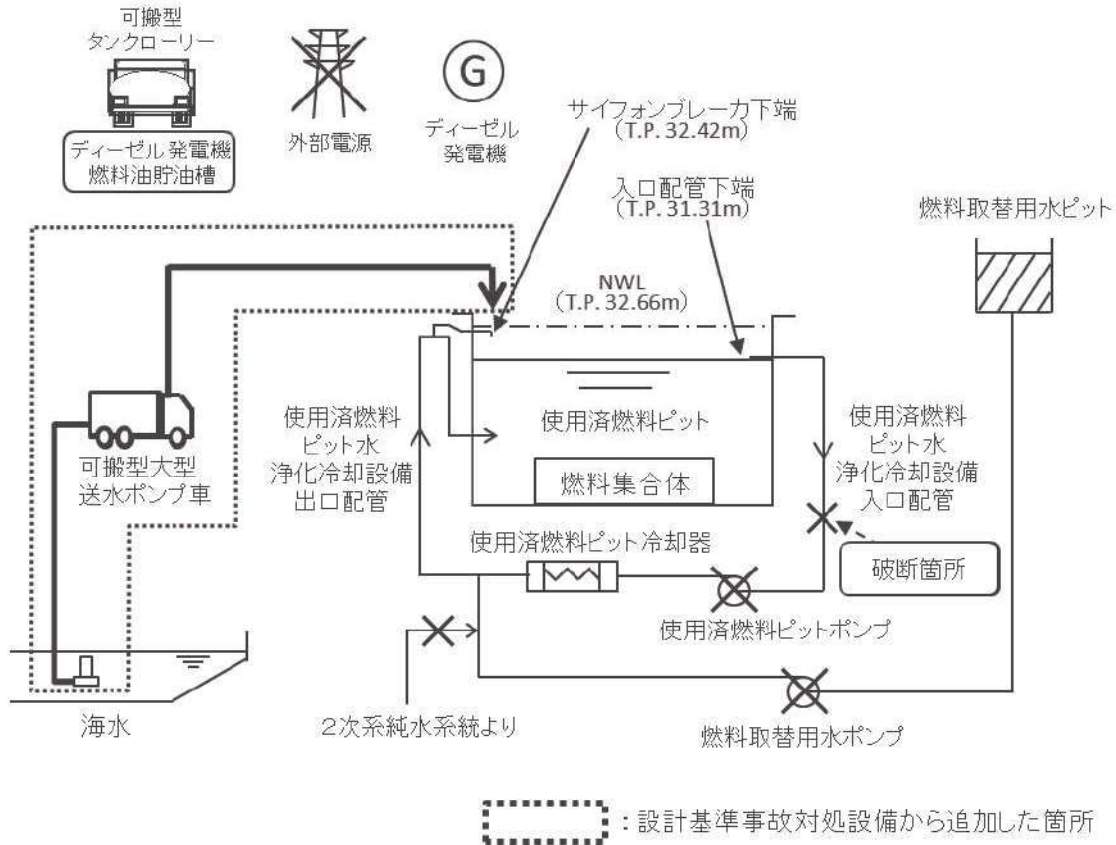 可搬型
タンクローリー
ディーゼル発電機
燃料油貯油槽
外部電源
G
ディーゼル
発電機
サイフォンブレーカ下端
(T.P. 32.42m)
入口配管下端
(T.P. 31.31m)
燃料取替用水ピット
NWL
(T.P. 32.66m)
可搬型大型
送水ポンプ車
使用済燃料
ピット水
浄化冷却設備
出口配管
使用済燃料ピット
燃料集合体
使用済燃料
ピット水
浄化冷却設備
入口配管
破断箇所
使用済燃料ピット冷却器
使用済燃料ピットポンプ
海水
2次系純水系統より
燃料取替用水ポンプ
：設計基準事故対処設備から追加した箇所